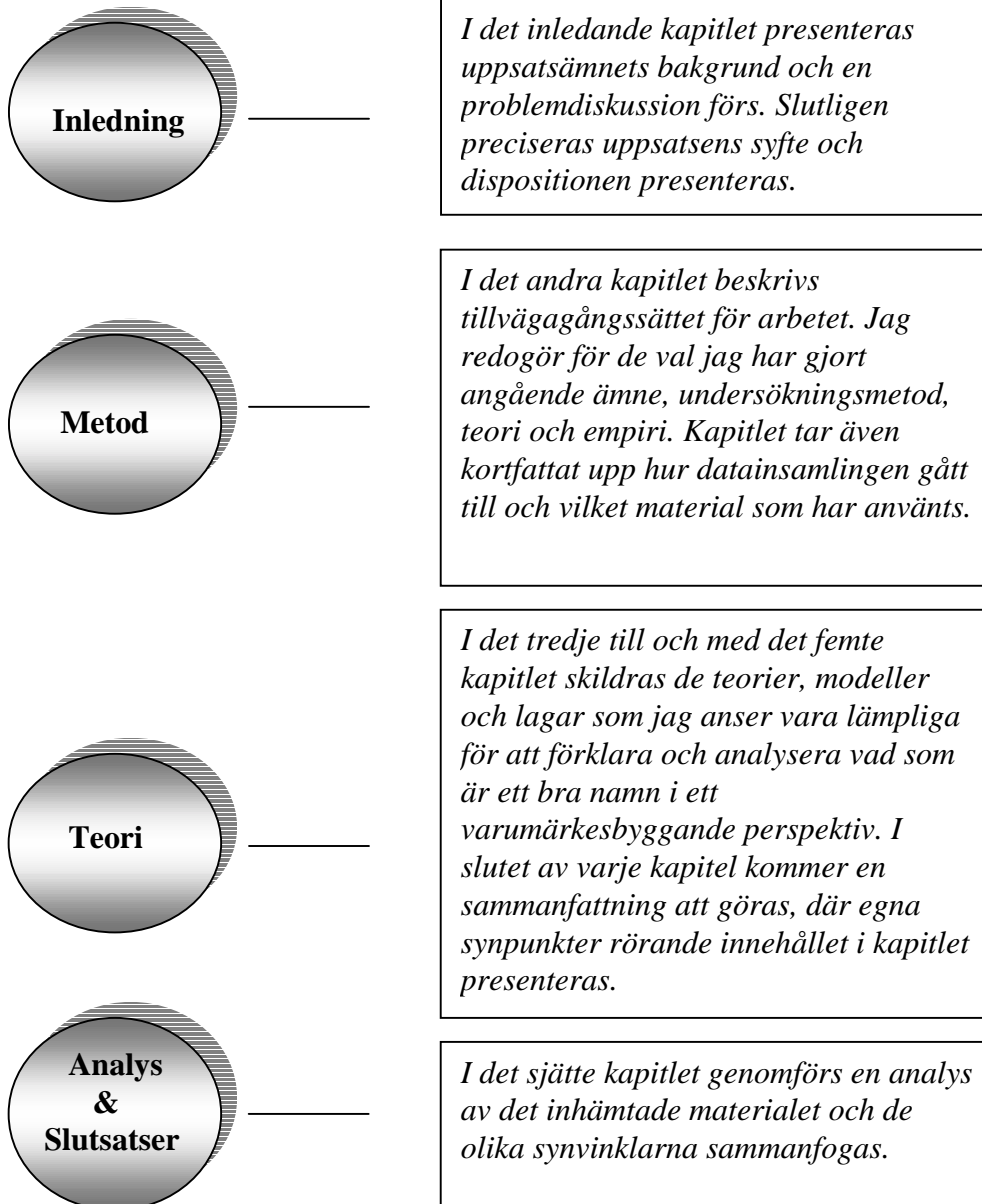 Inledning
I det inledande kapitlet presenteras
uppsatsämnets bakgrund och en
problemdiskussion förs. Slutligen
preciseras uppsatsens syfte och
dispositionen presenteras.
Metod
I det andra kapitlet beskrivs
tillvägagångssättet för arbetet. Jag
redogör för de val jag har gjort
angående ämne, undersökningsmetod,
teori och empiri. Kapitlet tar även
kortfattat upp hur datainsamlingen gått
till och vilket material som har använts.
Teori
I det tredje till och med det femte
kapitlet skildras de teorier, modeller
och lagar som jag anser vara lämpliga
för att förklara och analysera vad som
är ett bra namn i ett
varumärkesbyggande perspektiv. I
slutet av varje kapitel kommer en
sammanfattning att göras, där egna
synpunkter rörande innehållet i kapitlet
presenteras.
Analys
&
Slutsatser
I det sjätte kapitlet genomförs en analys
av det inhämtade materialet och de
olika synvinklarna sammanfogas.